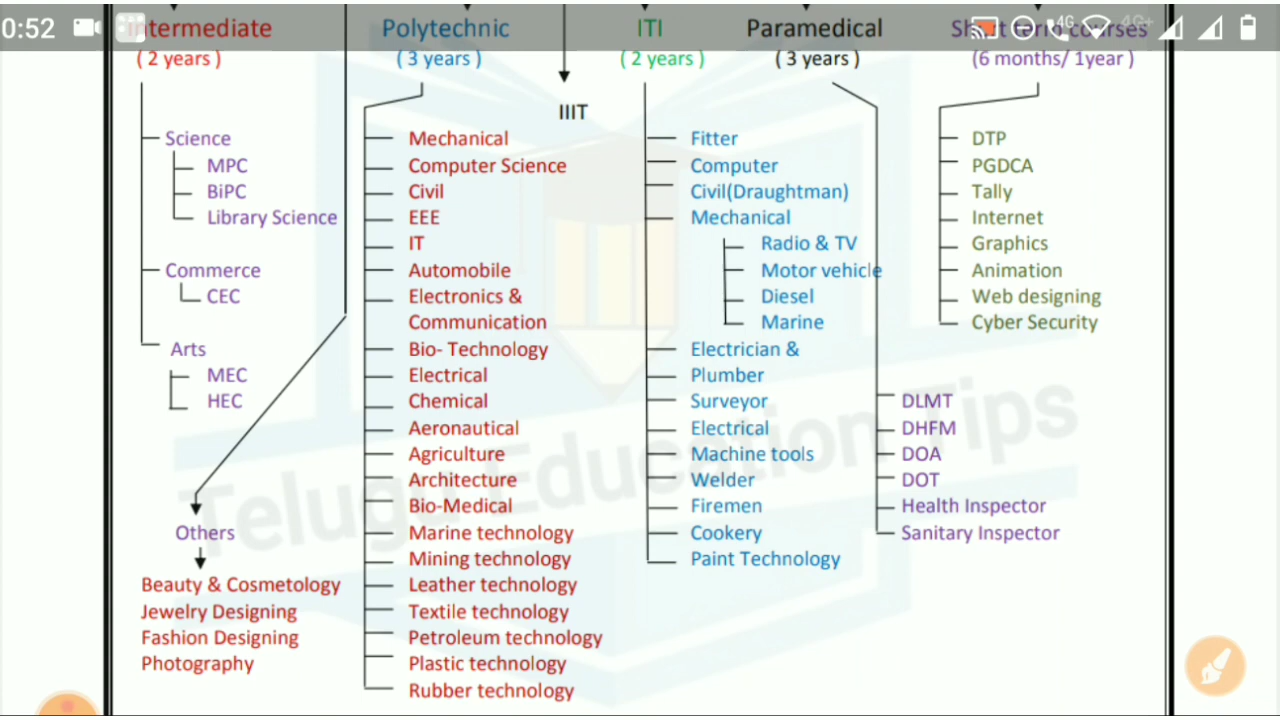 0:52
4G
4G+
Intermediate
( 2 years )
Science
MPC
BiPC
Library Science
Commerce
CEC
Arts
MEC
HEC
Others
Beauty & Cosmetology
Jewelry Designing
Fashion Designing
Photography
Polytechnic
( 3 years )
Mechanical
Computer Science
Civil
EEE
IT
Automobile
Electronics &
Communication
Bio- Technology
Electrical
Chemical
Aeronautical
Agriculture
Architecture
Bio-Medical
Marine technology
Mining technology
Leather technology
Textile technology
Petroleum technology
Plastic technology
Rubber technology
IIIT
ITI
( 2 years )
Fitter
Computer
Civil(Draughtman)
Mechanical
Radio & TV
Motor vehicle
Diesel
Marine
Electrician &
Plumber
Surveyor
Electrical
Machine tools
Welder
Firemen
Cookery
Paint Technology
Paramedical
( 3 years )
DLMT
DHFM
DOA
DOT
Health Inspector
Sanitary Inspector
Short term courses
(6 months/ 1year )
DTP
PGDCA
Tally
Internet
Graphics
Animation
Web designing
Cyber Security
Telugu Education Tips